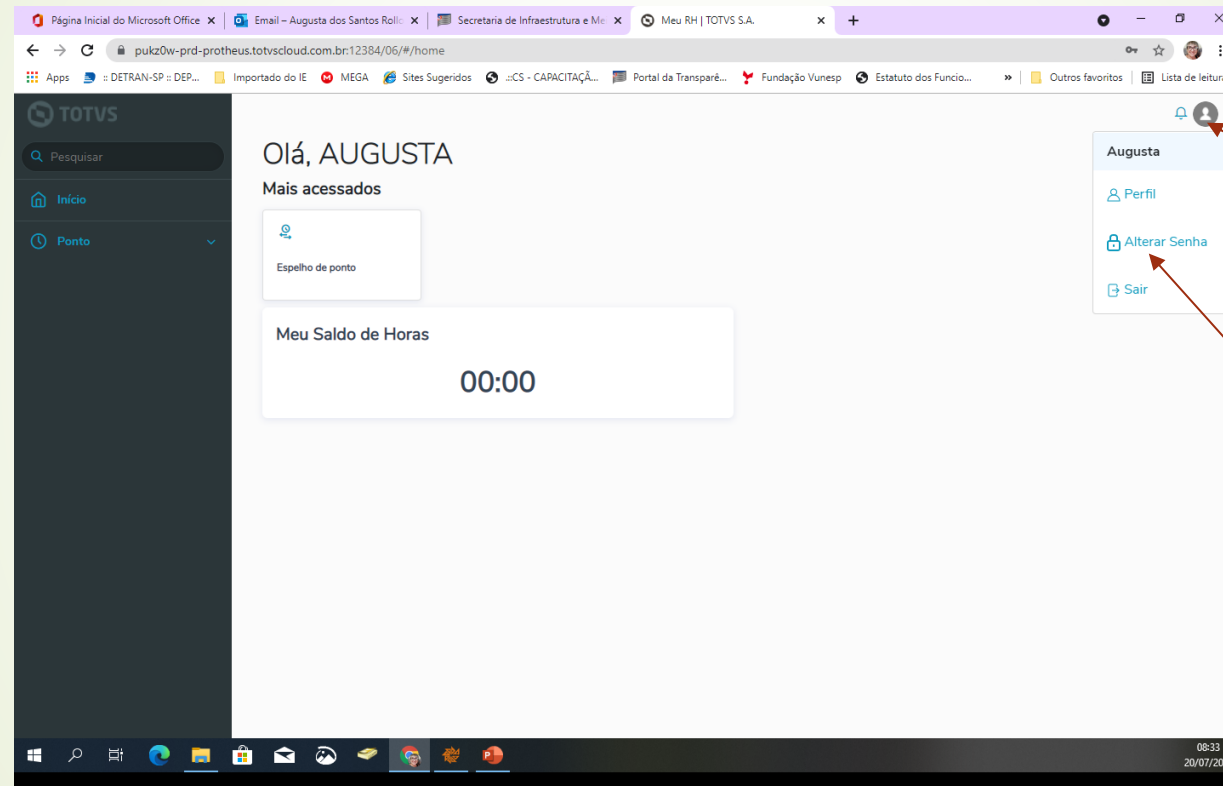 Página Inicial do Microsoft Office
Email – Augusta dos Santos Rollo
Secretaria de Infraestrutura e Me
Meu RH | TOTVS S.A.
pukz0w-prd-protheus.totvscloud.com.br:12384/06/#/home
Apps
:: DETRAN-SP :: DEP...
Importado do IE
MEGA
Sites Sugeridos
.::CS - CAPACITAÇÃ...
Portal da Transparê...
Fundação Vunesp
Estatuto dos Funcio...
»
Outros favoritos
Lista de leitura
TOTVS
Pesquisar
Início
Ponto
Olá, AUGUSTA
Mais acessados
Espelho de ponto
Meu Saldo de Horas
00:00
Augusta
Perfil
Alterar Senha
Sair
08:33
20/07/20